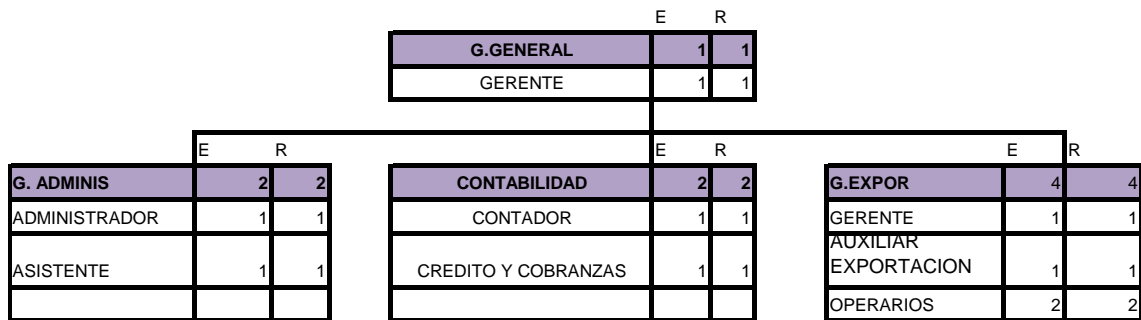 E R
G.GENERAL 1 1
GERENTE 1 1
E R
G. ADMINIS 2 2
ADMINISTRADOR 1 1
ASISTENTE 1 1
E R
CONTABILIDAD 2 2
CONTADOR 1 1
CREDITO Y COBRANZAS 1 1
E R
G.EXPOR 4 4
GERENTE 1 1
AUXILIAR
EXPORTACION 1 1
OPERARIOS 2 2